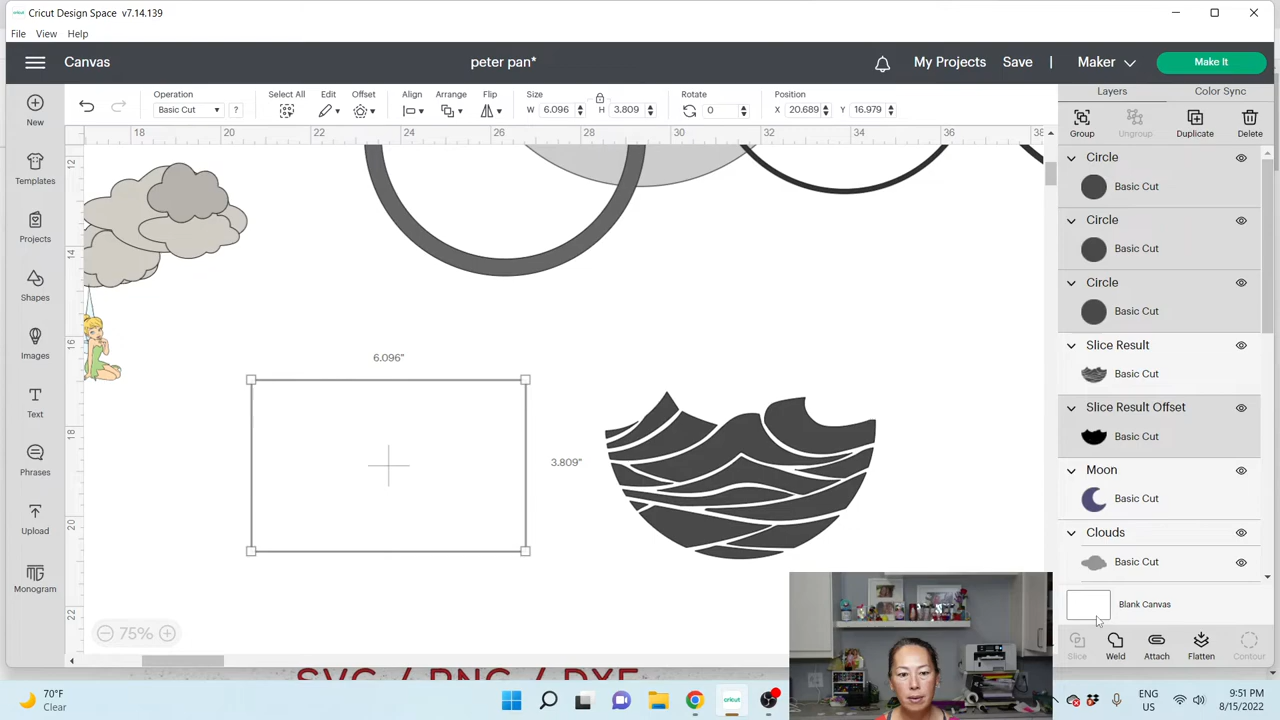 Cricut Design Space v7.14.139
File View Help
Canvas
peter pan*
My Projects Save | Maker Make It
Operation
Basic Cut ?
Select All Edit Offset Align Arrange Flip
Size
W 6.096 H 3.809
Rotate
0
Position
X 20.689 Y 16.979
Layers Color Sync
Group Ungroup Duplicate Delete
New
Templates
Projects
Shapes
Images
Text
Phrases
Upload
Monogram
18 20 22 24 26 28 30 32 34 36 38
12
14
16
18
20
22
6.096"
3.809"
75%
Circle
Basic Cut
Circle
Basic Cut
Circle
Basic Cut
Slice Result
Basic Cut
Slice Result Offset
Basic Cut
Moon
Basic Cut
Clouds
Basic Cut
Blank Canvas
Slice Weld Attach Flatten Contour
SVG / PNG / DXF
70°F
Clear
cricut
ENG
US
9:51 PM
8/15/2022